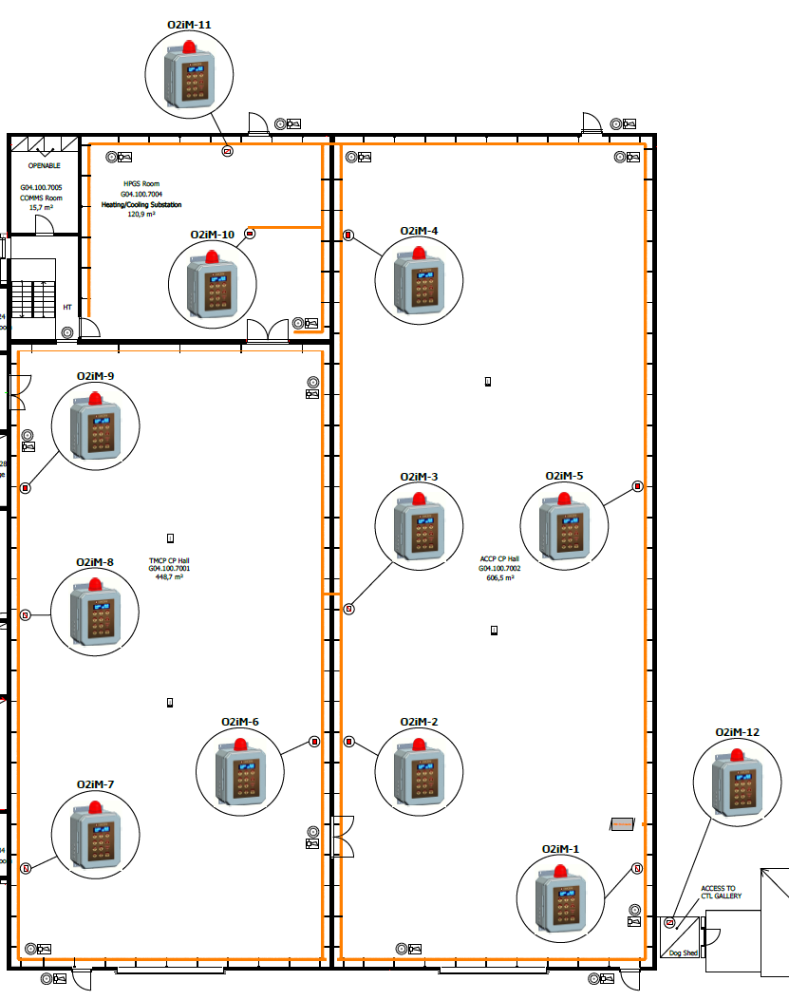 O2iM-11
OPENABLE
G04.100.7005
COMMS Room
15,7 m²
HPGS Room
G04.100.7004
Heating/Cooling Substation
120,9 m²
O2iM-10
O2iM-4
HT
24
O2iM-9
28
O2iM-3
O2iM-5
O2iM-8
TMCP CP Hall
G04.100.7001
448,7 m²
ACCP CP Hall
G04.100.7002
606,5 m²
O2iM-6
O2iM-2
O2iM-12
O2iM-7
O2iM-1
ACCESS TO
CTL GALLERY
Dog Shed